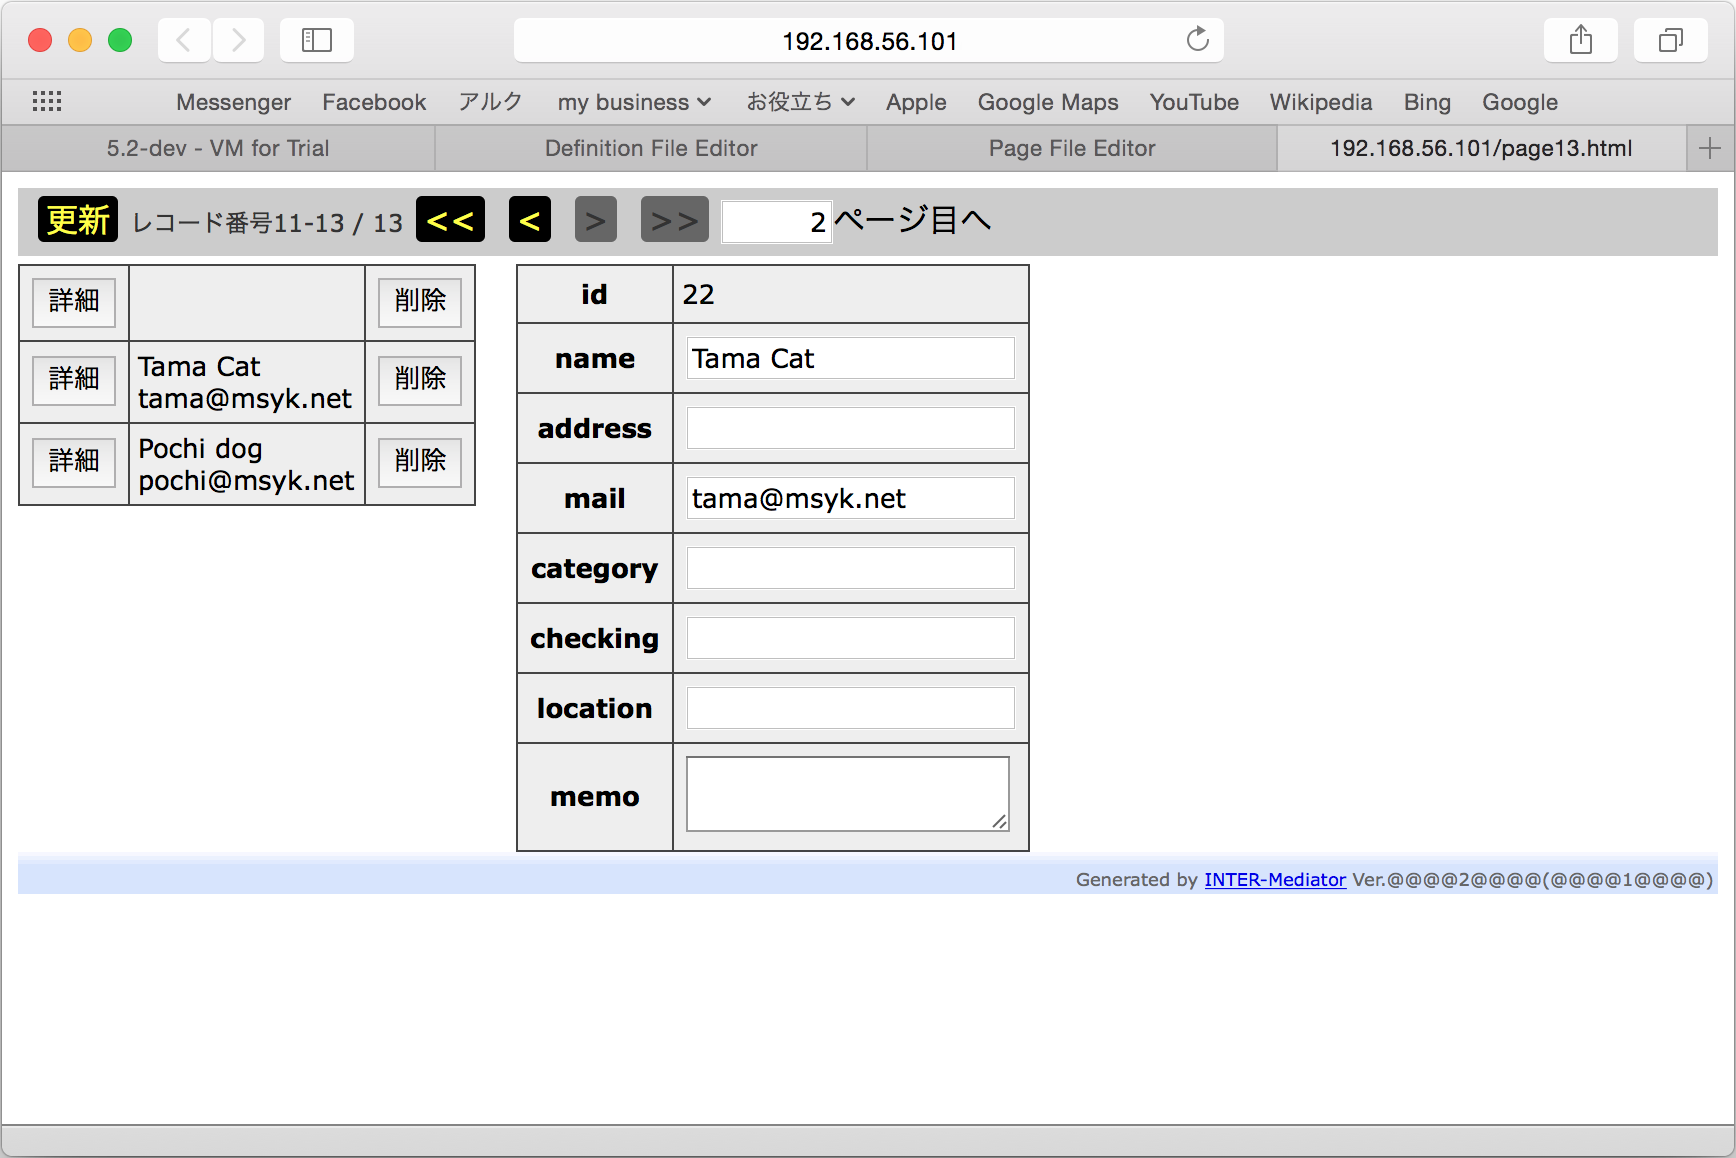 192.168.56.101
Messenger Facebook アルク my business お役立ち Apple Google Maps YouTube Wikipedia Bing Google
5.2-dev - VM for Trial Definition File Editor Page File Editor 192.168.56.101/page13.html
更新 レコード番号11-13 / 13 << < > >> 2ページ目へ
詳細 削除
詳細 Tama Cat 削除
tama@msyk.net
詳細 Pochi dog 削除
pochi@msyk.net
id 22
name Tama Cat
address
mail tama@msyk.net
category
checking
location
memo
Generated by INTER-Mediator Ver.@@@@2@@@@(@@@@1@@@@)